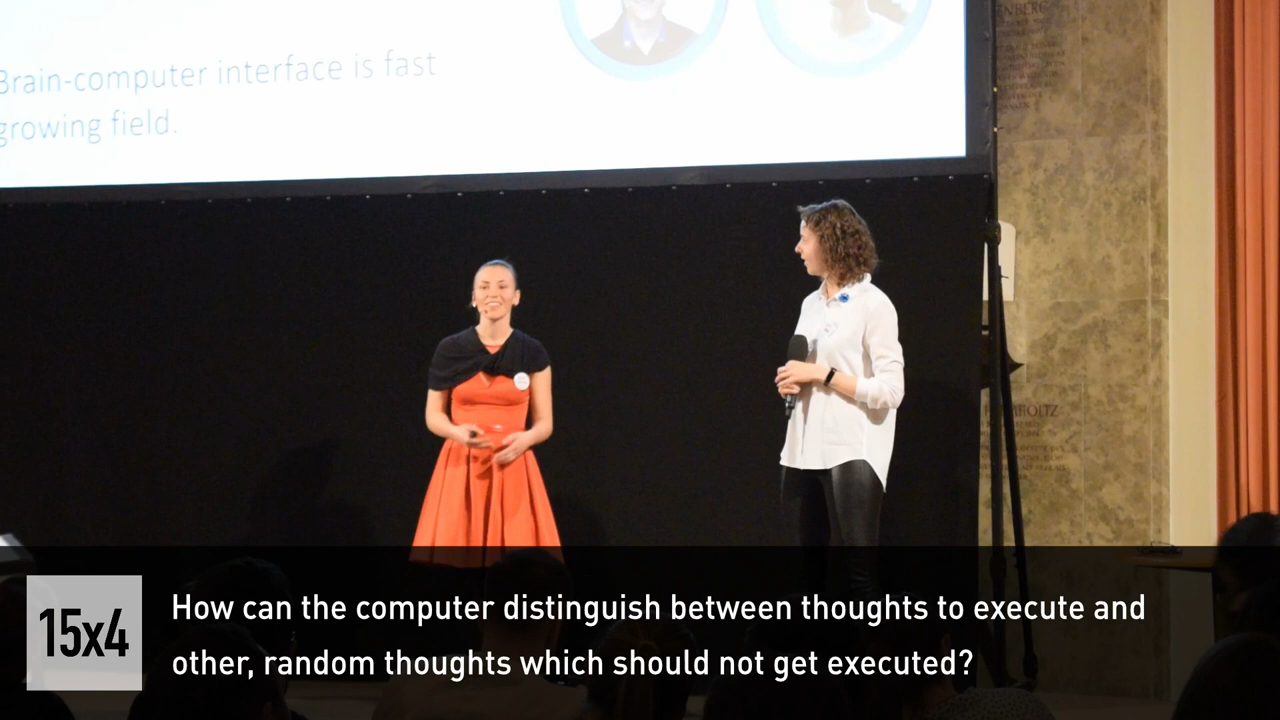 Brain-computer interface is fast
growing field.
HOLTZ
15x4
How can the computer distinguish between thoughts to execute and
other, random thoughts which should not get executed?